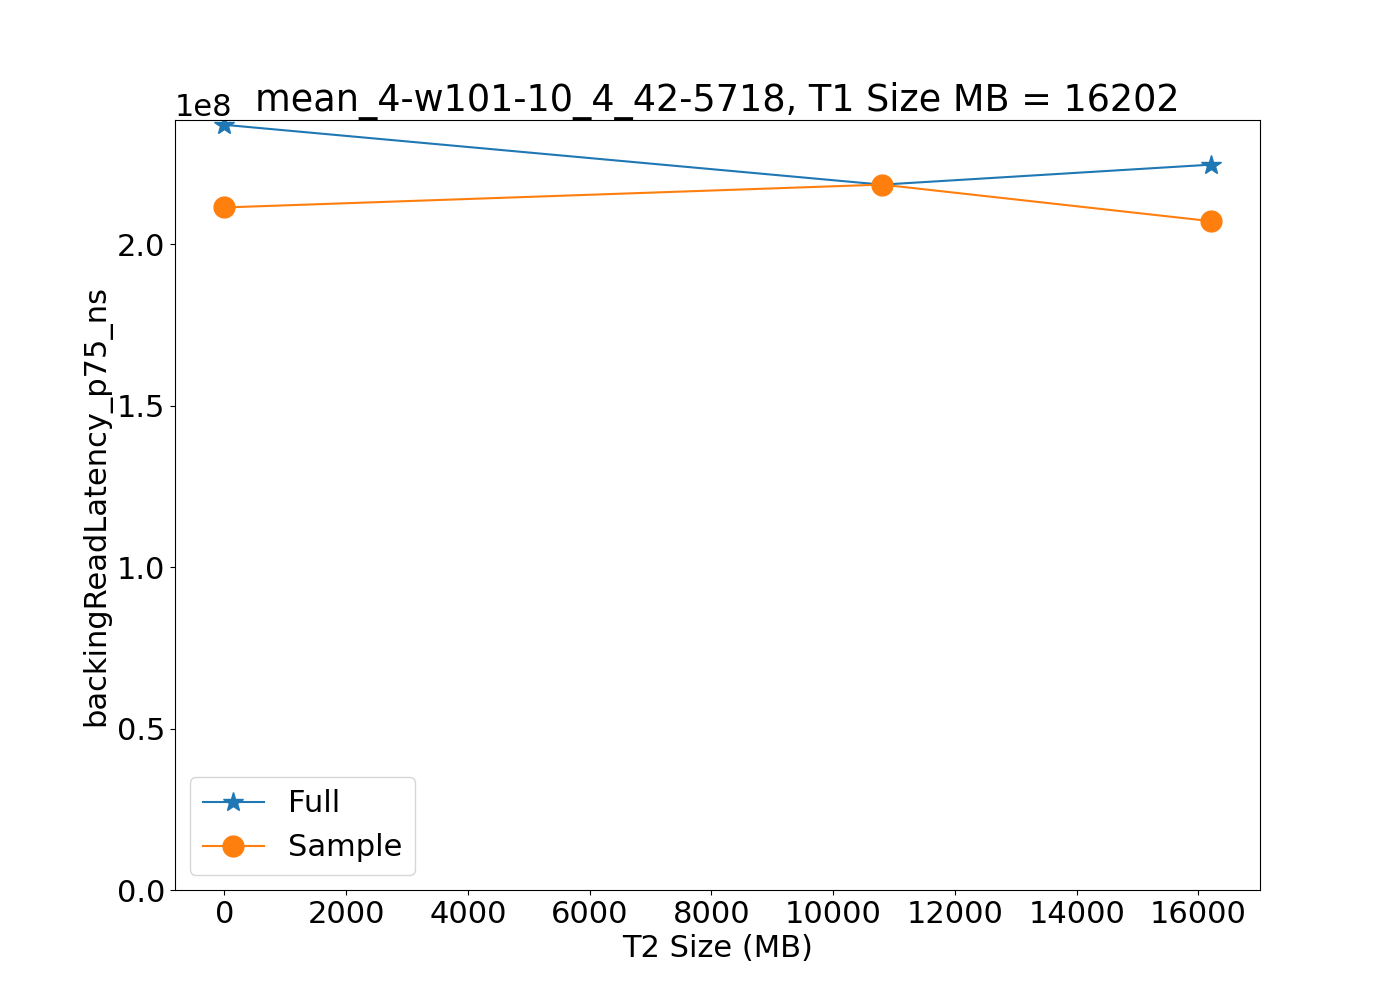 1e8
mean_4-w101-10_4_42-5718, T1 Size MB = 16202
backingReadLatency_p75_ns
2.0
1.5
1.0
0.5
0.0
Full
Sample
0 2000 4000 6000 8000 10000 12000 14000 16000
T2 Size (MB)